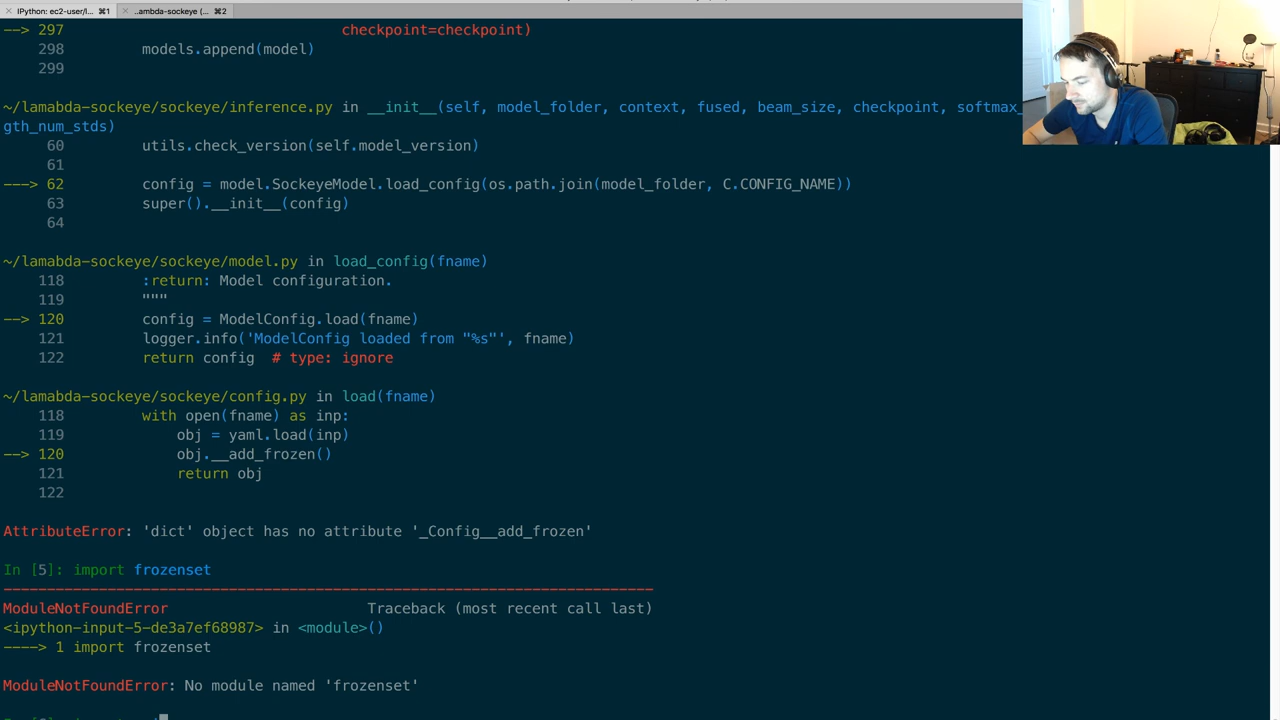 IPython: ec2-user/l... ⌘1
..ambda-sockeye (... ⌘2
--> 297 checkpoint=checkpoint)
298 models.append(model)
299
~/lamabda-sockeye/sockeye/inference.py in __init__(self, model_folder, context, fused, beam_size, checkpoint, softmax_
gth_num_stds)
60 utils.check_version(self.model_version)
61
---> 62 config = model.SockeyeModel.load_config(os.path.join(model_folder, C.CONFIG_NAME))
63 super().__init__(config)
64
~/lamabda-sockeye/sockeye/model.py in load_config(fname)
118 :return: Model configuration.
119 """
--> 120 config = ModelConfig.load(fname)
121 logger.info('ModelConfig loaded from "%s"', fname)
122 return config # type: ignore
~/lamabda-sockeye/sockeye/config.py in load(fname)
118 with open(fname) as inp:
119 obj = yaml.load(inp)
--> 120 obj.__add_frozen()
121 return obj
122
AttributeError: 'dict' object has no attribute '_Config__add_frozen'
In [5]: import frozenset
---------------------------------------------------------------------------
ModuleNotFoundError Traceback (most recent call last)
<ipython-input-5-de3a7ef68987> in <module>()
----> 1 import frozenset
ModuleNotFoundError: No module named 'frozenset'